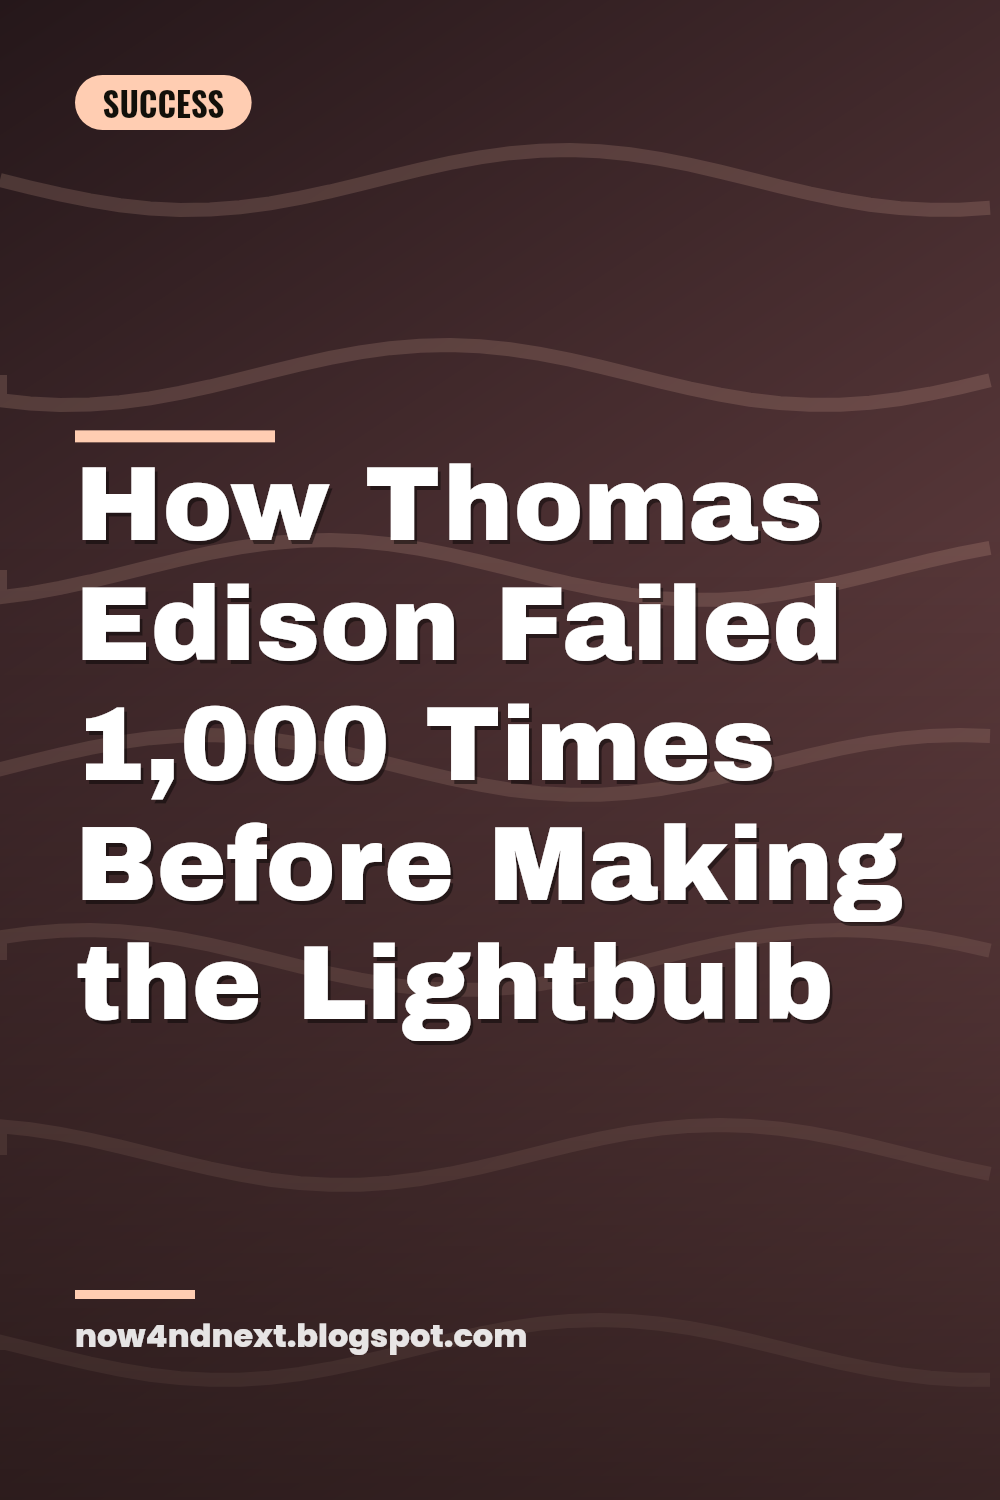 SUCCESS
How Thomas
Edison Failed
1,000 Times
Before Making
the Lightbulb
now4ndnext.blogspot.com